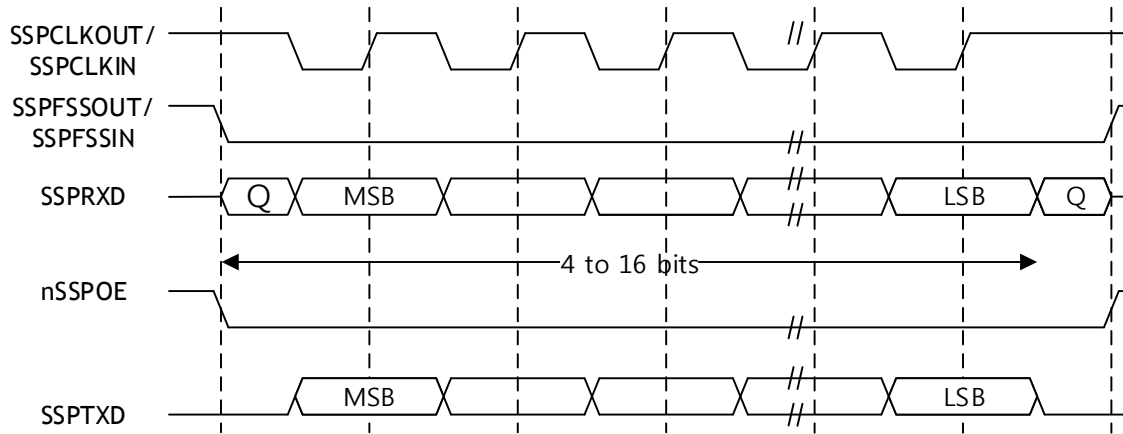 SSPCLKOUT/
SSPCLKIN
SSPFSSOUT/
SSPFSSIN
SSPRXD
Q
MSB
LSB
Q
4 to 16 bits
nSSPOE
SSPTXD
MSB
LSB